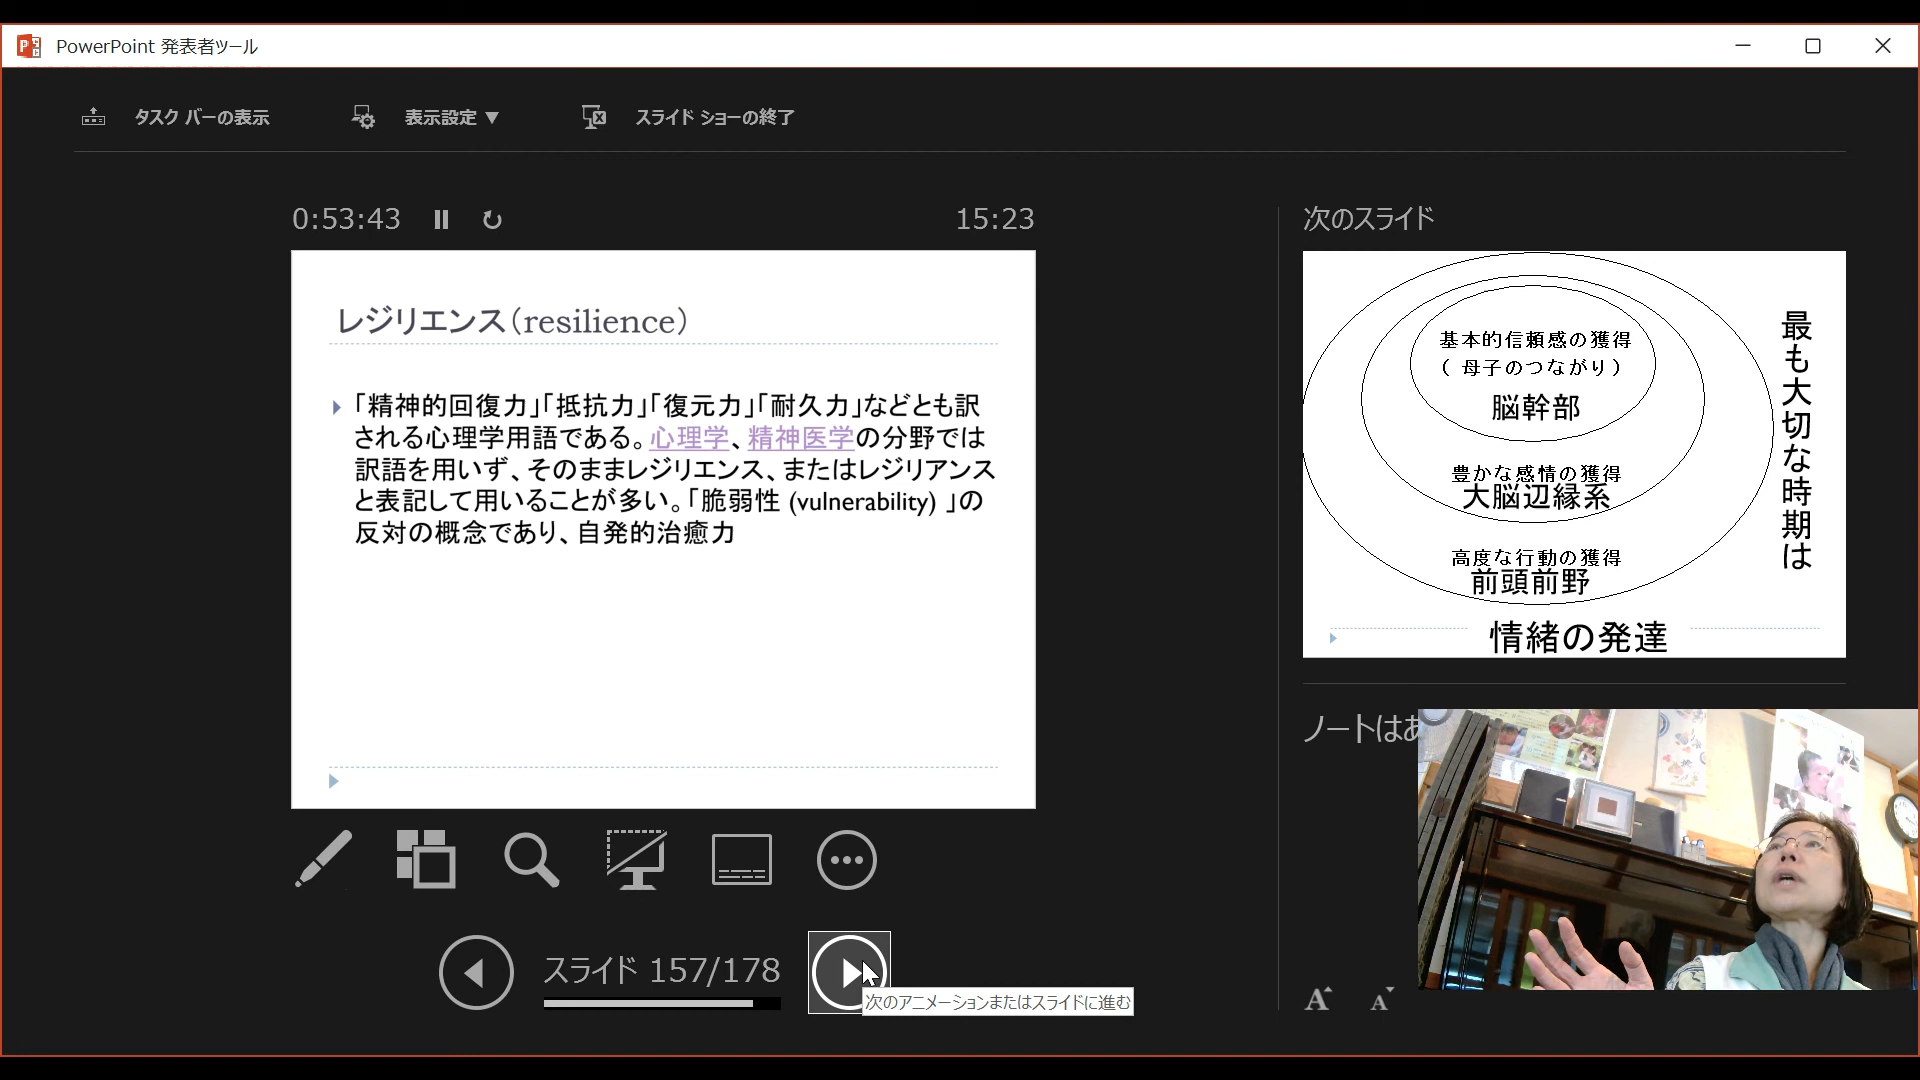 PowerPoint 発表者ツール
タスク バーの表示
表示設定 ▼
スライド ショーの終了
0:53:43
15:23
レジリエンス（resilience）
「精神的回復力」「抵抗力」「復元力」「耐久力」などとも訳
される心理学用語である。心理学、精神医学の分野では
訳語を用いず、そのままレジリエンス、またはレジリアンス
と表記して用いることが多い。「脆弱性 (vulnerability) 」の
反対の概念であり、自発的治癒力
スライド 157/178
次のアニメーションまたはスライドに進む
次のスライド
基本的信頼感の獲得
( 母子のつながり )
脳幹部
豊かな感情の獲得
大脳辺縁系
高度な行動の獲得
前頭前野
最も大切な時期は
情緒の発達
ノートはあ
A
A